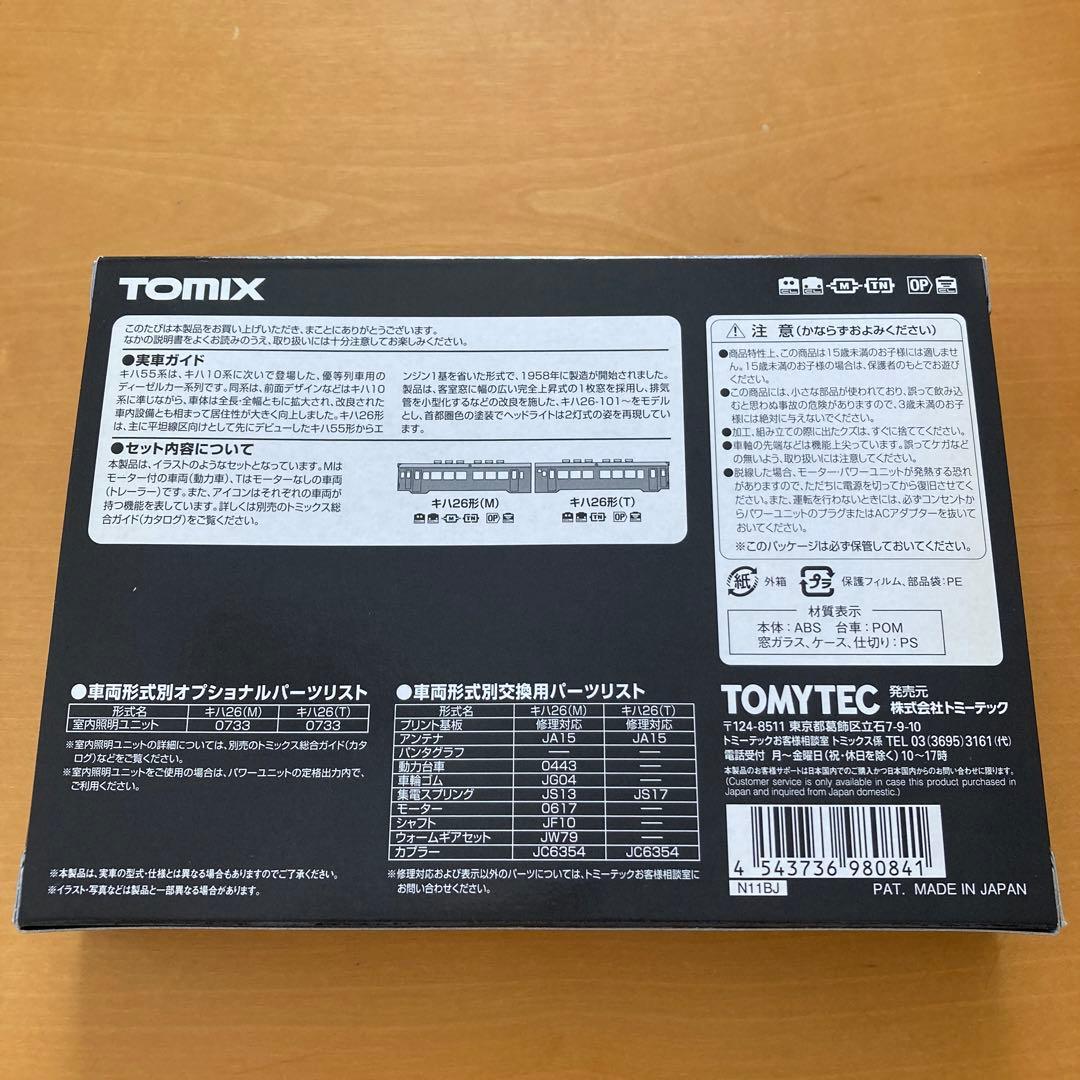 TOMIX
CL CL M TN OP CL
このたびは本製品をお買い上げいただき、まことにありがとうございます。
なかの説明書をよくお読みのうえ、取り扱いには十分注意してお楽しみください。
●実車ガイド
キハ55系は、キハ10系に次いで登場した、優等列車用の
ディーゼルカー系列です。同系は、前面デザインなどはキハ10系
に準じながら、車体は全長・全幅ともに拡大され、改良された
車内設備とも相まって居住性が大きく向上しました。キハ26形
は、主に平坦線区向けとして先にデビューしたキハ55形からエ
ンジン1基を省いた形式で、1958年に製造が開始されました。
製品は、客室窓に幅の広い完全上昇式の1枚窓を採用し、排気
管を小型化するなどの改良を施した、キハ26-101〜をモデル
とし、首都圏色の塗装でヘッドライトは2灯式の姿を再現してい
ます。
●セット内容について
本製品は、イラストのようなセットとなっています。Mは
モーター付の車両(動力車)、Tはモーターなしの車両
(トレーラー)です。また、アイコンはそれぞれの車両が
持つ機能を表しています。詳しくは別売のトミックス総
合ガイド(カタログ)をご覧ください。
キハ26形(M)
M TN OP
キハ26形(T)
TN OP
注 意(かならずおよみください)
●商品特性上、この商品は15歳未満のお子様には適しませ
ん。15歳未満のお子様の場合は、保護者のもとでお遊び
ください。
●この商品には、小さな部品が使われており、誤って飲み込
むと思わぬ事故の危険がありますので、3歳未満のお子
様には絶対に与えないでください。
●加工、組み立ての際に出たクズは、すぐに捨ててください。
●車軸の先端などは機能上尖っています。誤ってケガなど
の無いよう、取り扱いには注意してください。
●脱線した場合、モーター・パワーユニットが発熱する恐れ
がありますので、ただちに電源を切ってから復旧させてく
ださい。また、運転を行わないときには、必ずコンセントか
らパワーユニットのプラグまたはACアダプターを抜いて
おいてください。
※このパッケージは必ず保管しておいてください。
紙 外箱 プラ 保護フィルム、部品袋:PE
材質表示
本体:ABS 台車:POM
窓ガラス、ケース、仕切り:PS
●車両形式別オプショナルパーツリスト
形式名 キハ26(M) キハ26(T)
室内照明ユニット 0733 0733
※室内照明ユニットの詳細については、別売のトミックス総合ガイド(カタ
ログ)などをご覧ください。
※室内照明ユニットをご使用の場合は、パワーユニットの定格出力内で、
ご利用ください。
※本製品は、実車の型式・仕様とは異なる場合もありますのでご了承ください。
※イラスト・写真などは製品と一部異なる場合があります。
●車両形式別交換用パーツリスト
形式名 キハ26(M) キハ26(T)
プリント基板 修理対応 修理対応
アンテナ JA15 JA15
パンタグラフ — —
動力台車 0443 —
車輪ゴム JG04 —
集電スプリング JS13 JS17
モーター 0617 —
シャフト JF10 —
ウォームギアセット JW79 —
カプラー JC6354 JC6354
※修理対応および表示以外のパーツについては、トミーテックお客様相談室に
お問い合わせください。
TOMYTEC 発売元 株式会社トミーテック
〒124-8511 東京都葛飾区立石7-9-10
トミーテックお客様相談室 トミックス係 TEL 03(3695)3161(代)
電話受付 月〜金曜日(祝・休日を除く)10〜17時
本製品のお客様サポートは日本国内でのご購入かつ日本国内からのお問い合わせに限ります。
(Customer service is only available in case this product purchased in
Japan and inquired from Japan domestic.)
4 543736 980841
N11BJ
PAT. MADE IN JAPAN